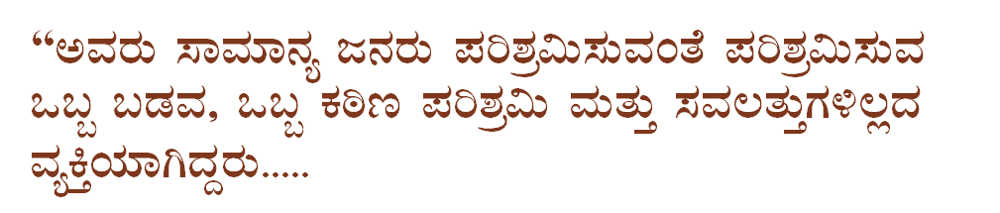 “ಅವರು ಸಾಮಾನ್ಯ ಜನರು ಪರಿಶ್ರಮಿಸುವಂತೆ ಪರಿಶ್ರಮಿಸುವ
ಒಬ್ಬ ಬಡವ, ಒಬ್ಬ ಕಠಿಣ ಪರಿಶ್ರಮಿ ಮತ್ತು ಸವಲತ್ತುಗಳಿಲ್ಲದ
ವ್ಯಕ್ತಿಯಾಗಿದ್ದರು.....